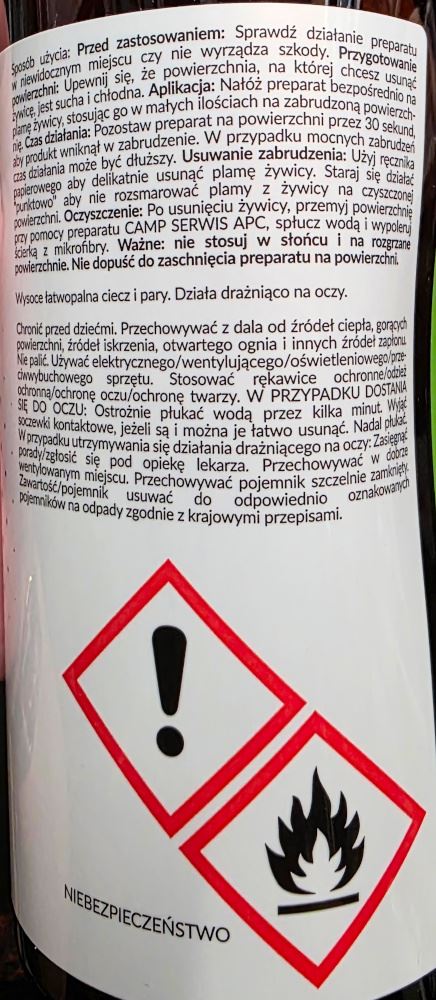 Sposób użycia: Przed zastosowaniem: Sprawdź działanie preparatu
w niewidocznym miejscu czy nie wyrządza szkody. Przygotowanie
powierzchni: Upewnij się, że powierzchnia, na której chcesz usunąć
żywicę, jest sucha i chłodna. Aplikacja: Nałóż preparat bezpośrednio na
plamę żywicy, stosując go w małych ilościach na zabrudzoną powierzch-
nię. Czas działania: Pozostaw preparat na powierzchni przez 30 sekund,
aby produkt wniknął w zabrudzenie. W przypadku mocnych zabrudzeń
czas działania może być dłuższy. Usuwanie zabrudzenia: Użyj ręcznika
papierowego aby delikatnie usunąć plamę żywicy. Staraj się działać
"punktowo" aby nie rozsmarować plamy z żywicy na czyszczonej
powierzchni. Oczyszczenie: Po usunięciu żywicy, przemyj powierzchnię
przy pomocy preparatu CAMP SERWIS APC, spłucz wodą i wypoleruj
ścierką z mikrofibry. Ważne: nie stosuj w słońcu i na rozgrzane
powierzchnie. Nie dopuść do zaschnięcia preparatu na powierzchni.
Wysoce łatwopalna ciecz i pary. Działa drażniąco na oczy.
Chronić przed dziećmi. Przechowywać z dala od źródeł ciepła, gorących
powierzchni, źródeł iskrzenia, otwartego ognia i innych źródeł zapłonu.
Nie palić. Używać elektrycznego/wentylującego/oświetleniowego/prze-
ciwwybuchowego sprzętu. Stosować rękawice ochronne/odzież
ochronną/ochronę oczu/ochronę twarzy. W PRZYPADKU DOSTANIA
SIĘ DO OCZU: Ostrożnie płukać wodą przez kilka minut. Wyjąć
soczewki kontaktowe, jeżeli są i można je łatwo usunąć. Nadal płukać.
W przypadku utrzymywania się działania drażniącego na oczy: Zasięgnąć
porady/zgłosić się pod opiekę lekarza. Przechowywać w dobrze
wentylowanym miejscu. Przechowywać pojemnik szczelnie zamknięty.
Zawartość/pojemnik usuwać do odpowiednio oznakowanych
pojemników na odpady zgodnie z krajowymi przepisami.
NIEBEZPIECZEŃSTWO